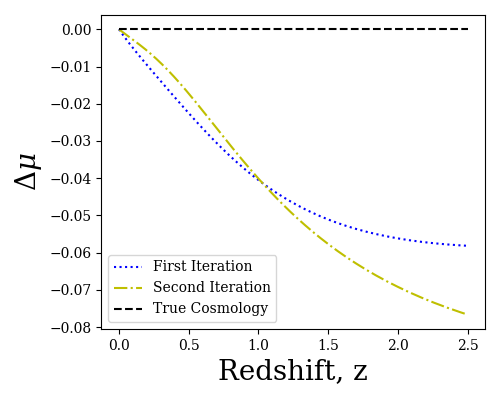 0.00
−0.01
−0.02
−0.03
−0.04
−0.05
−0.06
−0.07
−0.08
Δμ
First Iteration
Second Iteration
True Cosmology
0.0 0.5 1.0 1.5 2.0 2.5
Redshift, z